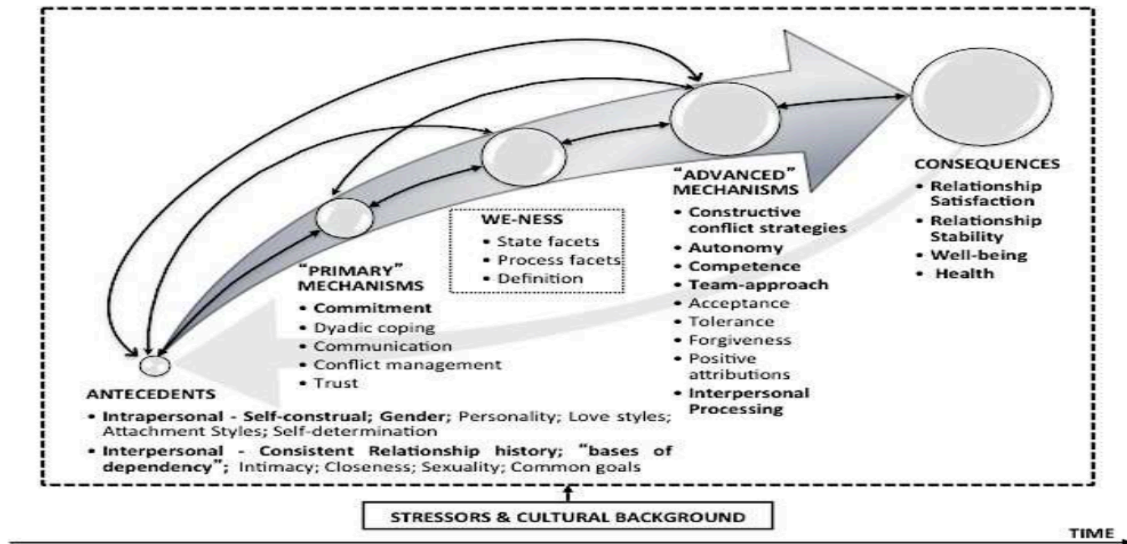 CONSEQUENCES
• Relationship
Satisfaction
• Relationship
Stability
• Well-being
• Health
"ADVANCED"
MECHANISMS
• Constructive
conflict strategies
• Autonomy
• Competence
• Team-approach
• Acceptance
• Tolerance
• Forgiveness
• Positive
attributions
• Interpersonal
Processing
WE-NESS
• State facets
• Process facets
• Definition
"PRIMARY"
MECHANISMS
• Commitment
• Dyadic coping
• Communication
• Conflict management
• Trust
ANTECEDENTS
• Intrapersonal - Self-construal; Gender; Personality; Love styles;
Attachment Styles; Self-determination
• Interpersonal - Consistent Relationship history; "bases of
dependency"; Intimacy; Closeness; Sexuality; Common goals
STRESSORS & CULTURAL BACKGROUND
TIME